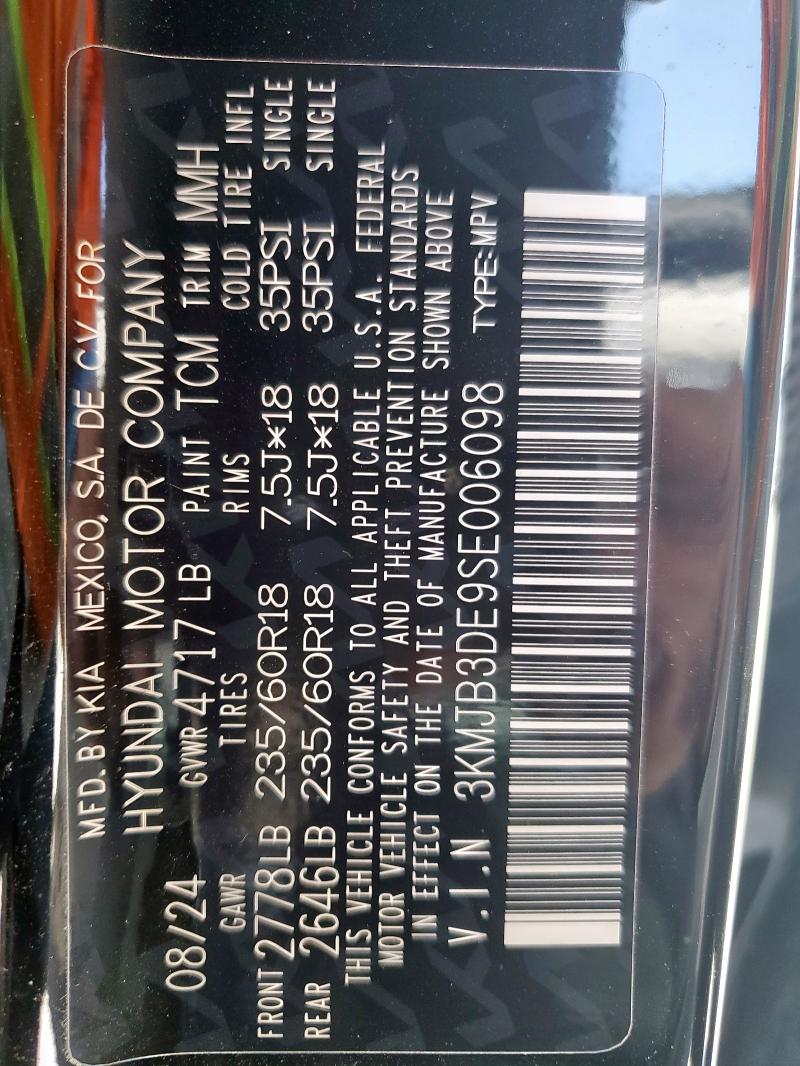 MFD. BY KIA MEXICO, S.A. DE C.V. FOR
HYUNDAI MOTOR COMPANY
08/24 GVWR 4717 LB PAINT TCM TRIM MMH
GAWR TIRES RIMS COLD TIRE INFL
FRONT 2778LB 235/60R18 7.5J*18 35PSI SINGLE
REAR 2646LB 235/60R18 7.5J*18 35PSI SINGLE
THIS VEHICLE CONFORMS TO ALL APPLICABLE U.S.A. FEDERAL
MOTOR VEHICLE SAFETY AND THEFT PREVENTION STANDARDS
IN EFFECT ON THE DATE OF MANUFACTURE SHOWN ABOVE
V.I.N 3KMJB3DE9SE006098 TYPE:MPV